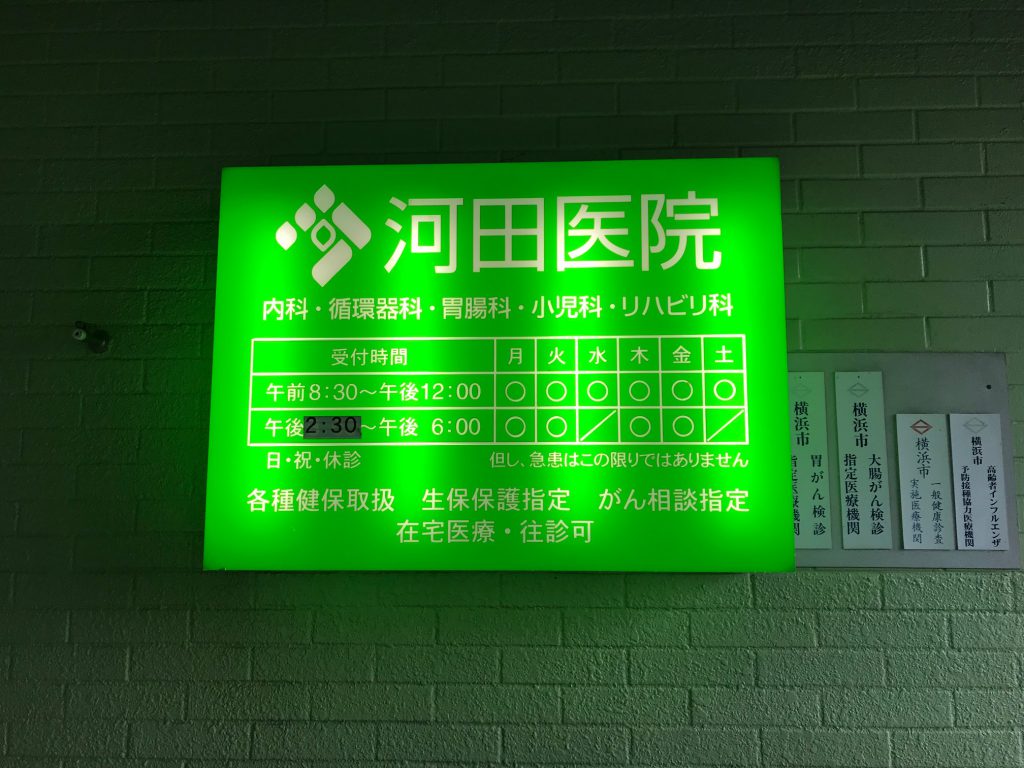 河田医院
内科・循環器科・胃腸科・小児科・リハビリ科
受付時間 月 火 水 木 金 土
午前8:30〜午後12:00 ○ ○ ○ ○ ○ ○
午後2:30〜午後 6:00 ○ ○ ／ ○ ○ ／
日・祝・休診 但し、急患はこの限りではありません
各種健保取扱 生保保護指定 がん相談指定
在宅医療・往診可
横浜市 胃がん検診
指定医療機関
横浜市 大腸がん検診
指定医療機関
横浜市 一般健康診査
実施医療機関
横浜市 高齢者インフルエンザ
予防接種協力医療機関